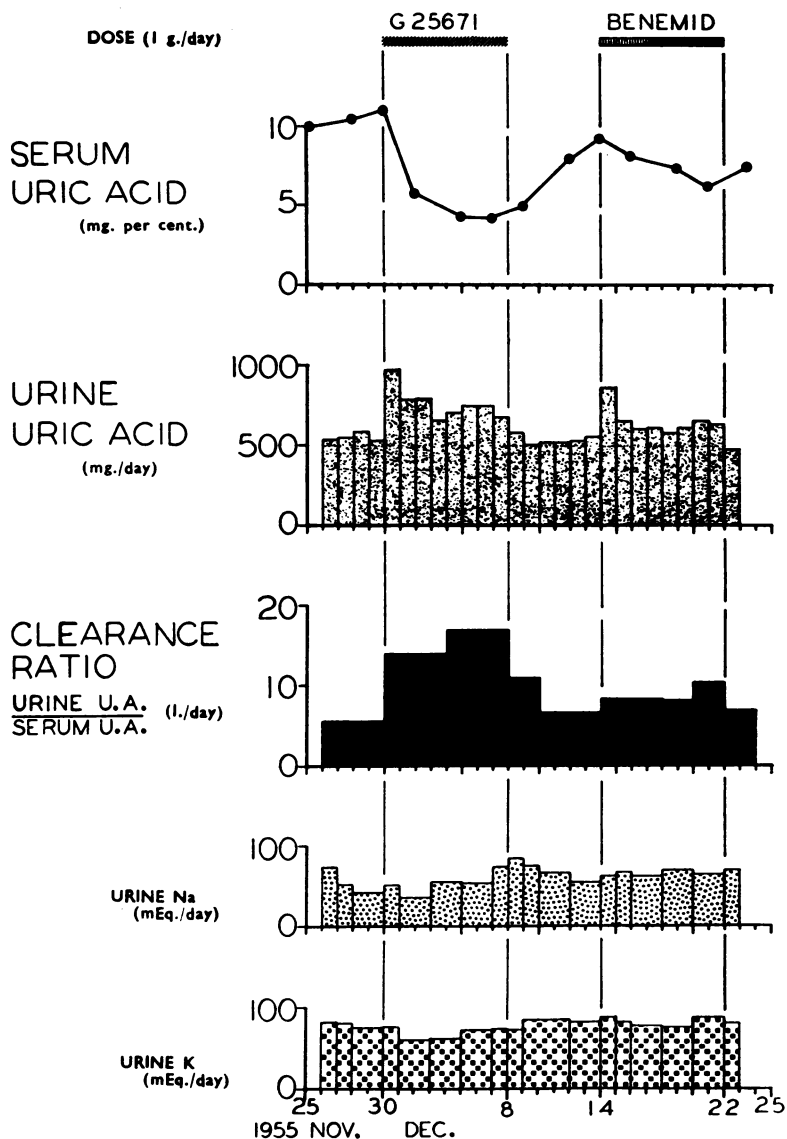 G 25671 BENEMID
DOSE (1 g./day)
SERUM
URIC ACID
(mg. per cent.)
10
5
0
URINE
URIC ACID
(mg./day)
1000
500
0
CLEARANCE
RATIO
URINE U.A.
SERUM U.A.
(l./day)
20
10
0
URINE Na
(mEq./day)
100
0
URINE K
(mEq./day)
100
0
25 30 8 14 22 25
1955 NOV. DEC.